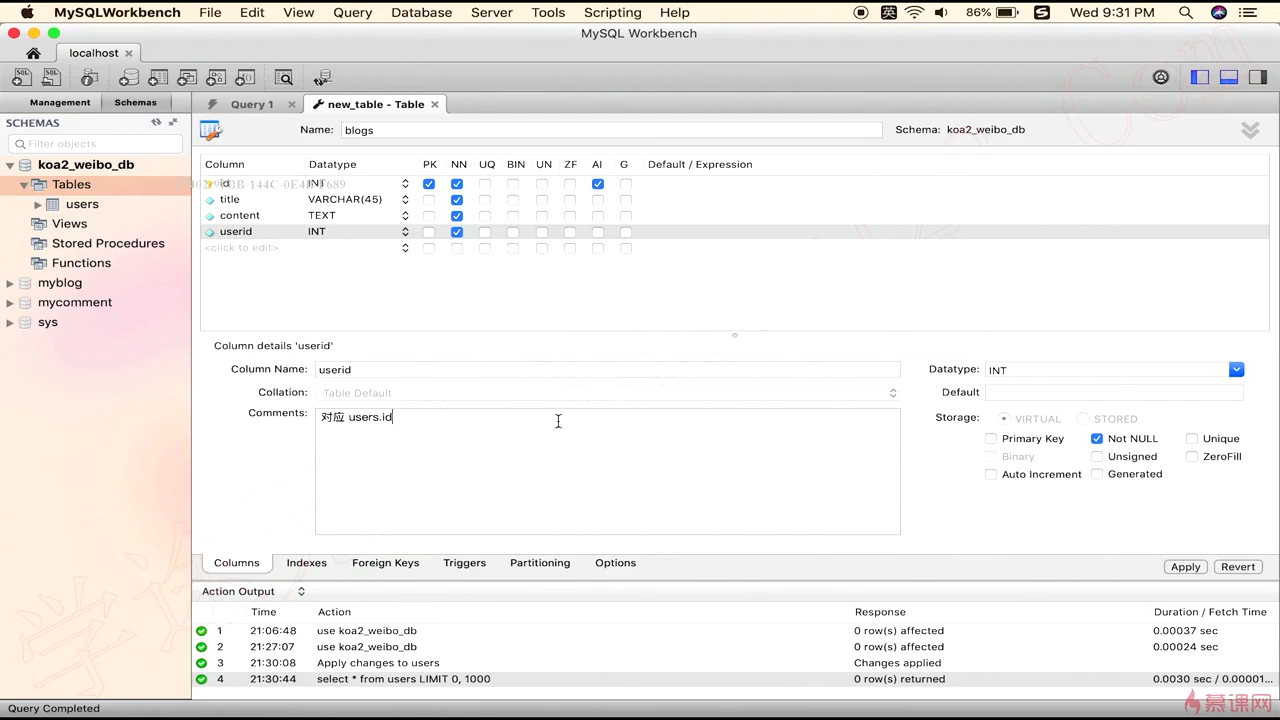 MySQLWorkbench File Edit View Query Database Server Tools Scripting Help 英 86% S Wed 9:31 PM
MySQL Workbench
localhost
Management Schemas
Query 1 new_table - Table
SCHEMAS
Filter objects
koa2_weibo_db
Tables
users
Views
Stored Procedures
Functions
myblog
mycomment
sys
Name: blogs Schema: koa2_weibo_db
Column Datatype PK NN UQ BIN UN ZF AI G Default / Expression
id INT
title VARCHAR(45)
content TEXT
userid INT
<click to edit>
Column details 'userid'
Column Name: userid Datatype: INT
Collation: Table Default Default
Comments: 对应 users.id
Storage: VIRTUAL STORED
Primary Key Not NULL Unique
Binary Unsigned ZeroFill
Auto Increment Generated
Columns Indexes Foreign Keys Triggers Partitioning Options Apply Revert
Action Output
Time Action Response Duration / Fetch Time
1 21:06:48 use koa2_weibo_db 0 row(s) affected 0.00037 sec
2 21:27:07 use koa2_weibo_db 0 row(s) affected 0.00024 sec
3 21:30:08 Apply changes to users Changes applied
4 21:30:44 select * from users LIMIT 0, 1000 0 row(s) returned 0.0030 sec / 0.00001...
Query Completed
慕课网